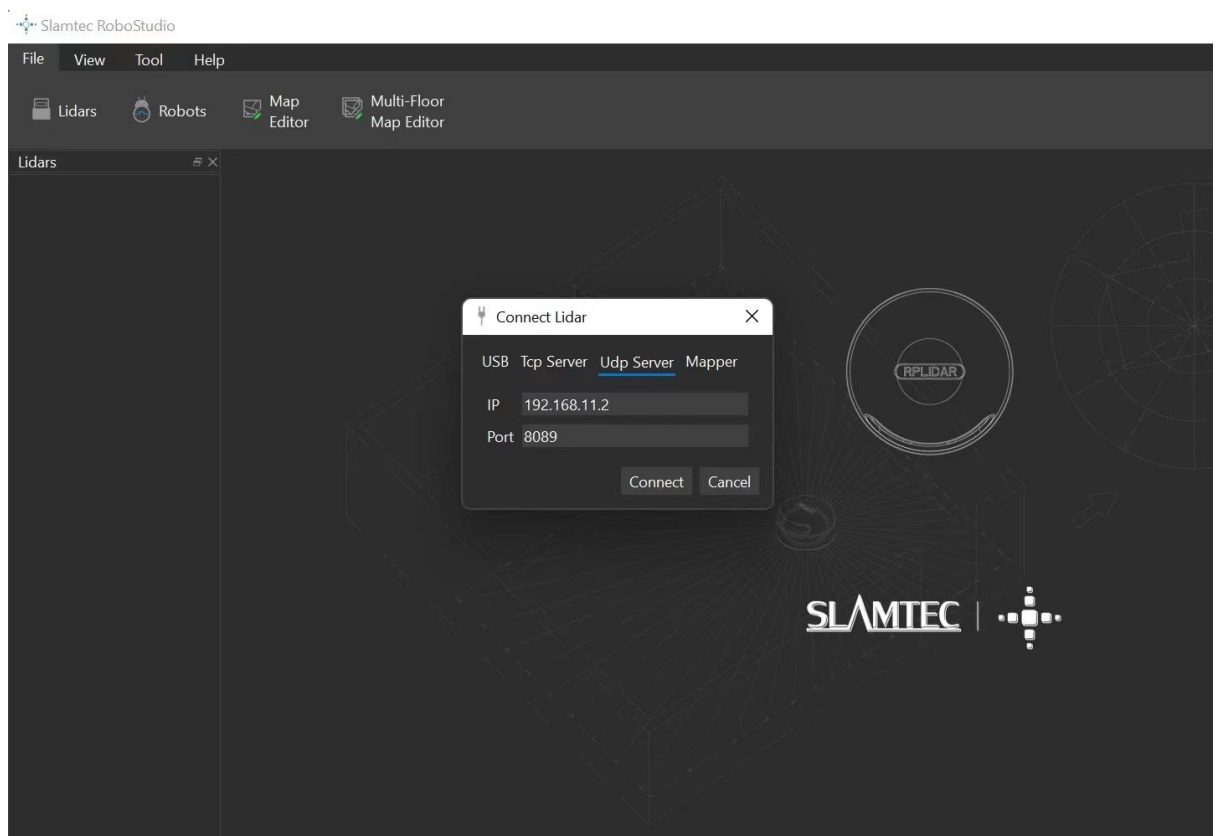 Slamtec RoboStudio
File View Tool Help
Lidars Robots Map Editor Multi-Floor Map Editor
Lidars
Connect Lidar
USB Tcp Server Udp Server Mapper
IP 192.168.11.2
Port 8089
Connect Cancel
RPLIDAR
SLAMTEC